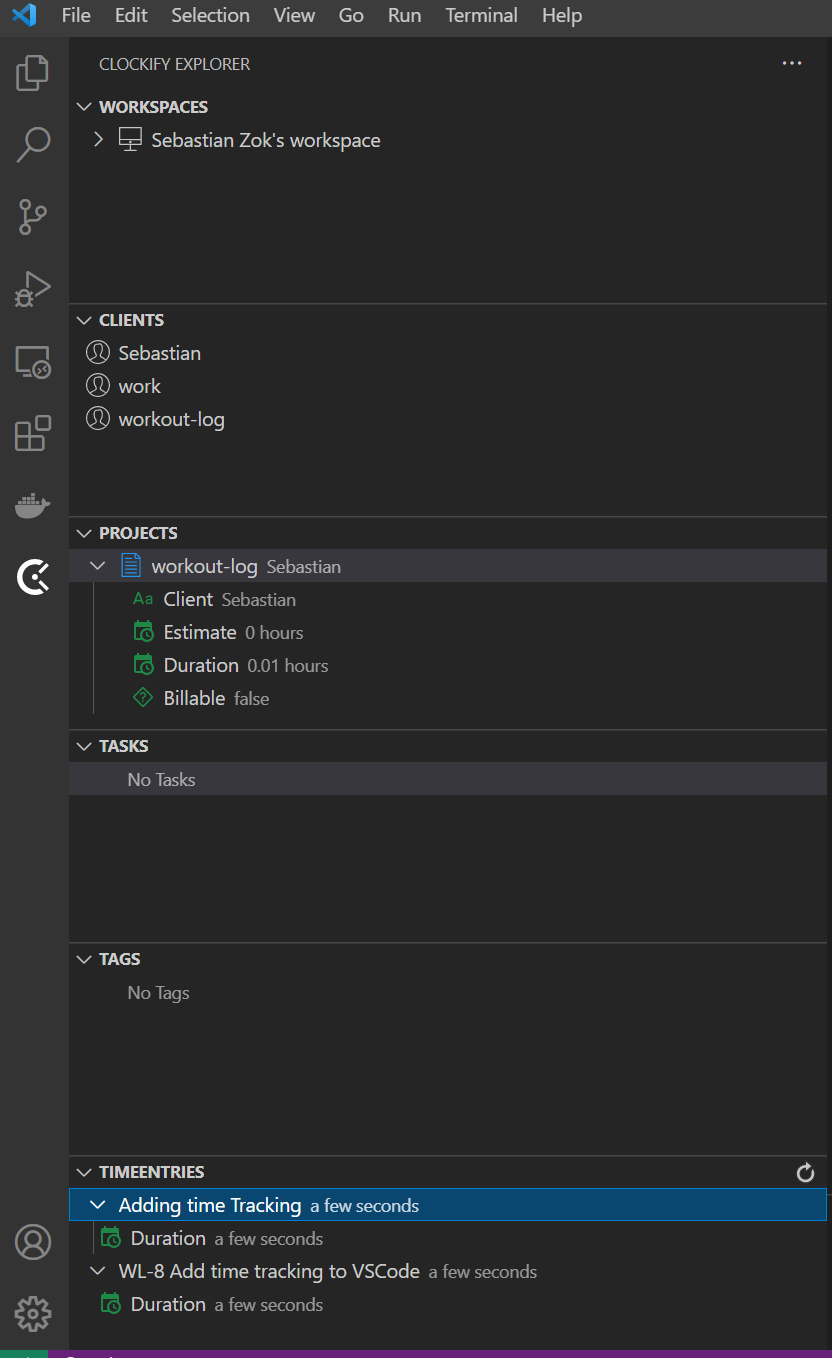 File Edit Selection View Go Run Terminal Help
CLOCKIFY EXPLORER
WORKSPACES
Sebastian Zok's workspace
CLIENTS
Sebastian
work
workout-log
PROJECTS
workout-log Sebastian
Aa Client Sebastian
Estimate 0 hours
Duration 0.01 hours
Billable false
TASKS
No Tasks
TAGS
No Tags
TIMEENTRIES
Adding time Tracking a few seconds
Duration a few seconds
WL-8 Add time tracking to VSCode a few seconds
Duration a few seconds